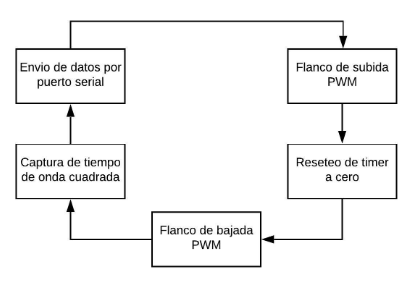 Envio de datos por
puerto serial
Flanco de subida
PWM
Captura de tiempo
de onda cuadrada
Reseteo de timer
a cero
Flanco de bajada
PWM